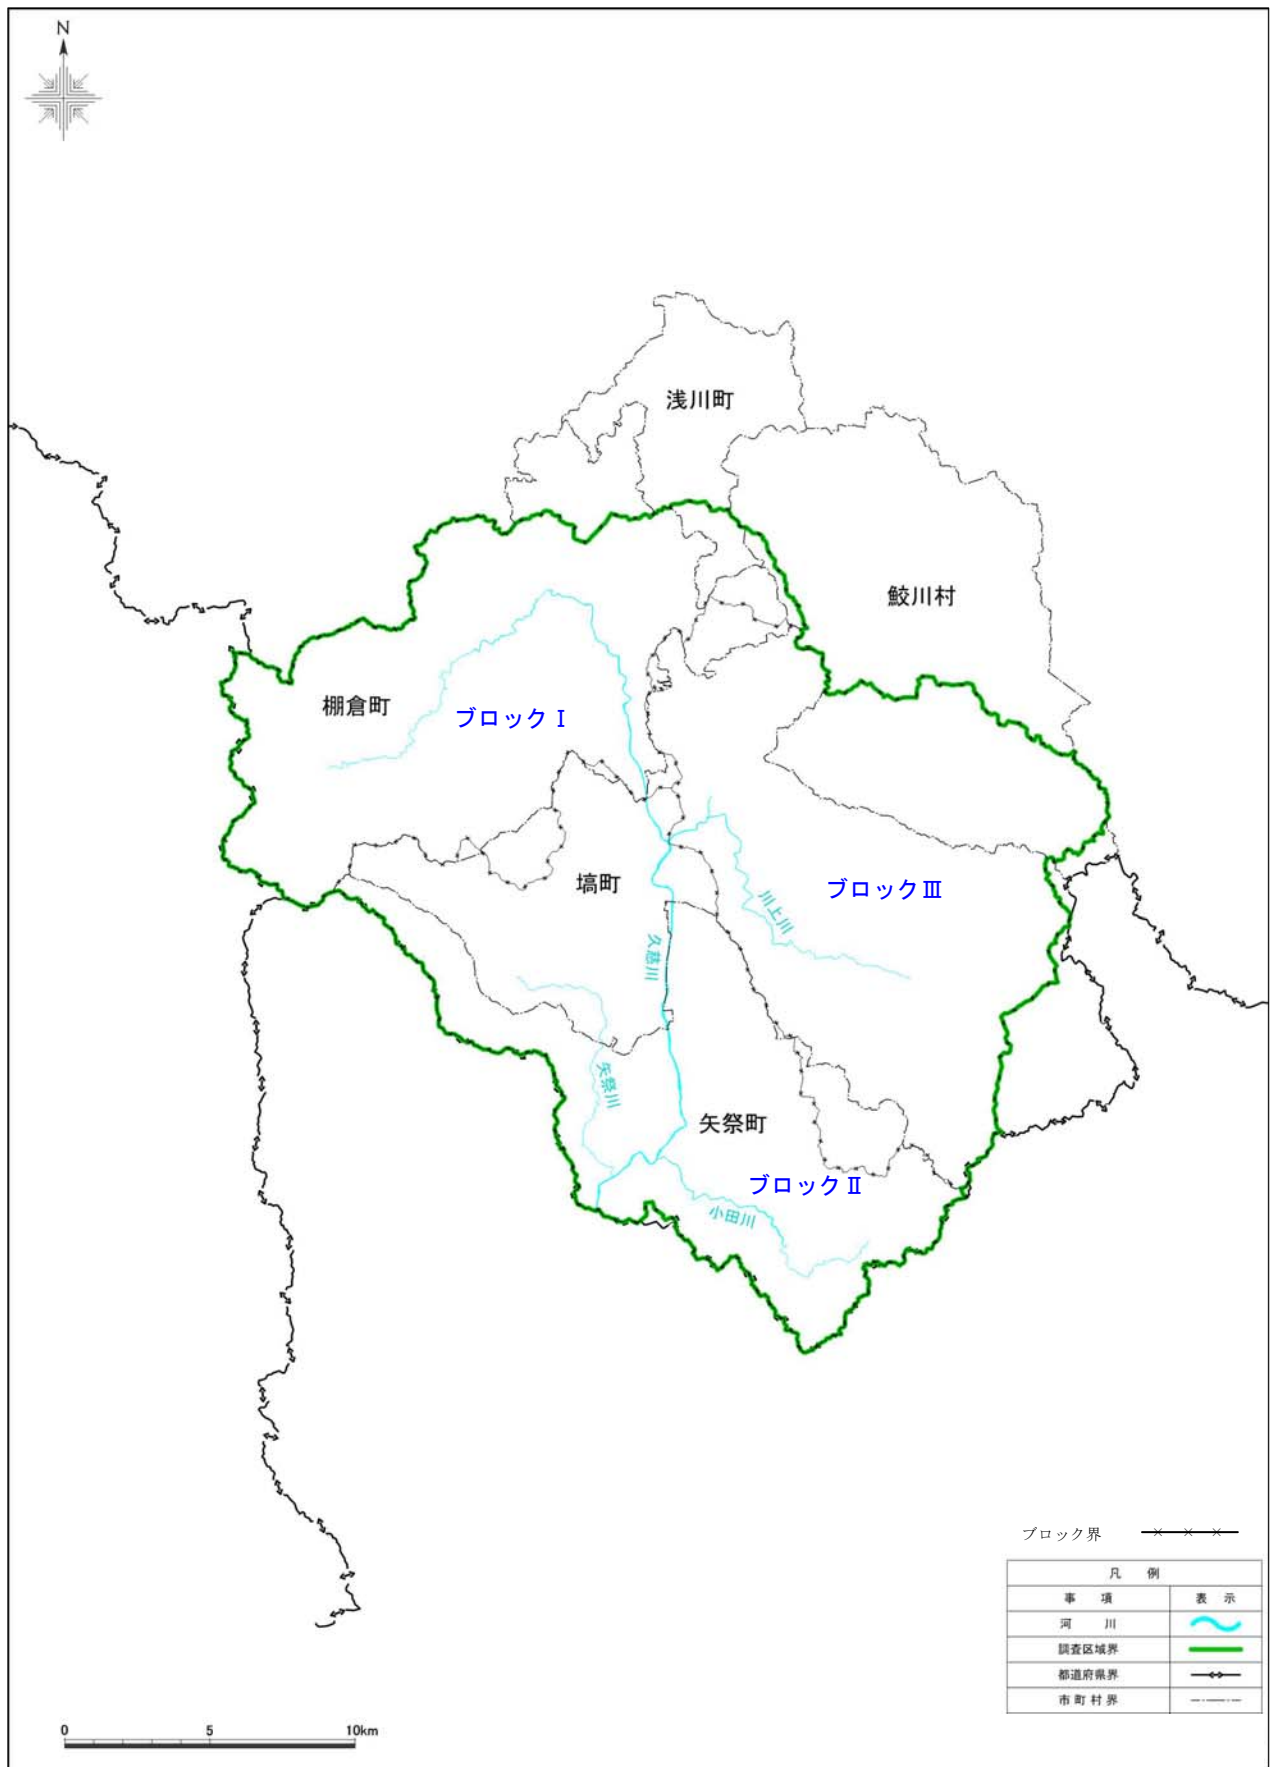 N
浅川町
鮫川村
棚倉町
ブロックⅠ
塙町
ブロックⅢ
川上川
久慈川
矢祭川
矢祭町
ブロックⅡ
小田川
ブロック界
凡 例
事 項 表 示
河 川
調査区域界
都道府県界
市町村界
0 5 10km